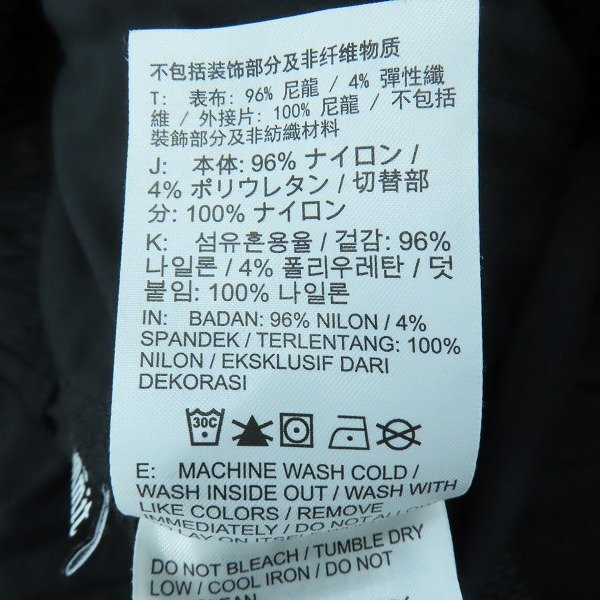 不包括装饰部分及非纤维物质
T: 表布: 96% 尼龍 / 4% 彈性纖
維 / 外接片: 100% 尼龍 / 不包括
裝飾部分及非紡織材料
J: 本体: 96% ナイロン /
4% ポリウレタン / 切替部
分: 100% ナイロン
K: 섬유혼용율 / 겉감: 96%
나일론 / 4% 폴리우레탄 / 덧
붙임: 100% 나일론
IN: BADAN: 96% NILON / 4%
SPANDEK / TERLENTANG: 100%
NILON / EKSKLUSIF DARI
DEKORASI
30C
E: MACHINE WASH COLD /
WASH INSIDE OUT / WASH WITH
LIKE COLORS / REMOVE
IMMEDIATELY / DO NOT ALL
LAY ON ITSELF
DO NOT BLEACH / TUMBLE DRY
LOW / COOL IRON / DO NOT